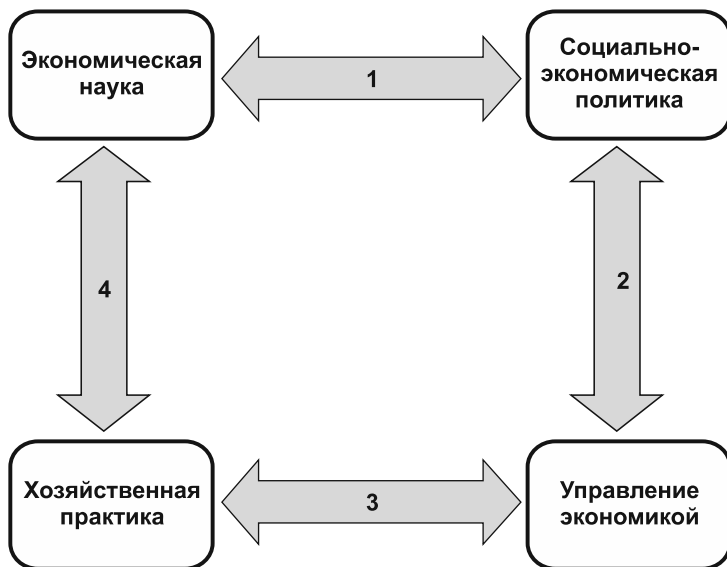 Экономическая
наука
1
Социально-
экономическая
политика
4
2
Хозяйственная
практика
3
Управление
экономикой